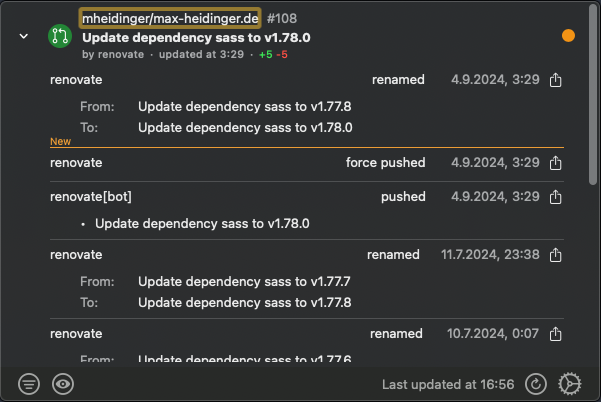 mheidinger/max-heidinger.de #108
Update dependency sass to v1.78.0
by renovate • updated at 3:29 • +5 -5
renovate renamed 4.9.2024, 3:29
From: Update dependency sass to v1.77.8
To: Update dependency sass to v1.78.0
New
renovate force pushed 4.9.2024, 3:29
renovate[bot] pushed 4.9.2024, 3:29
• Update dependency sass to v1.78.0
renovate renamed 11.7.2024, 23:38
From: Update dependency sass to v1.77.7
To: Update dependency sass to v1.77.8
renovate renamed 10.7.2024, 0:07
From: Update dependency sass to v1.77.6
Last updated at 16:56